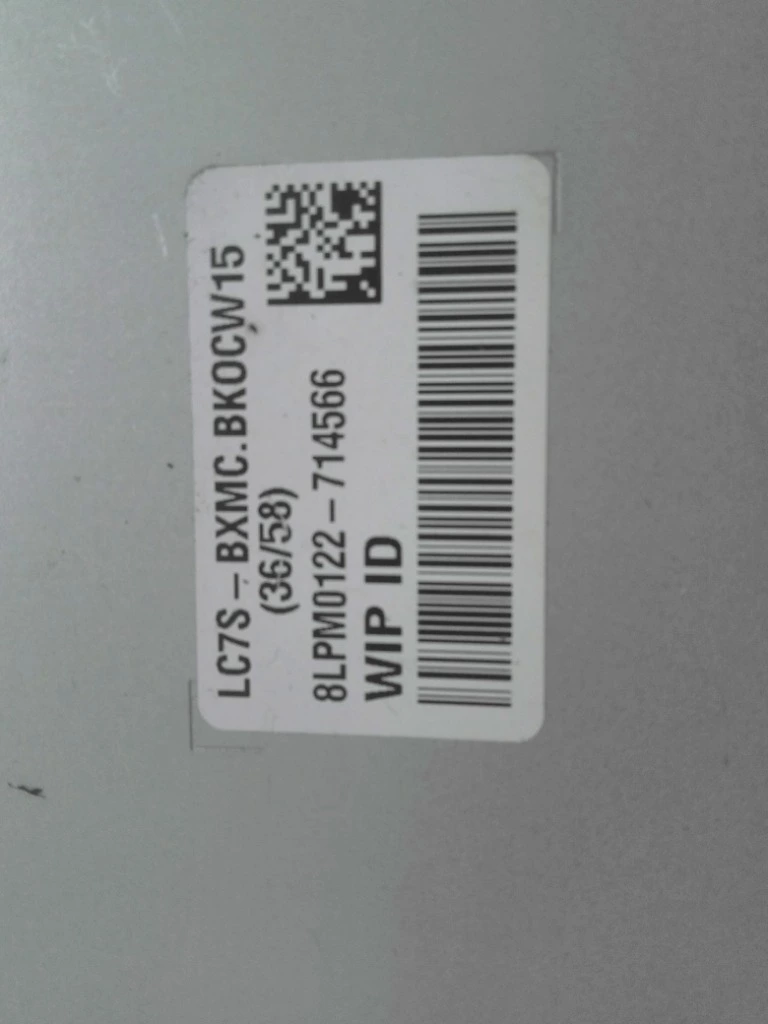 LC7S-BXMC.BKOCW15
(36/58)
8LPM0122-714566
WIP ID